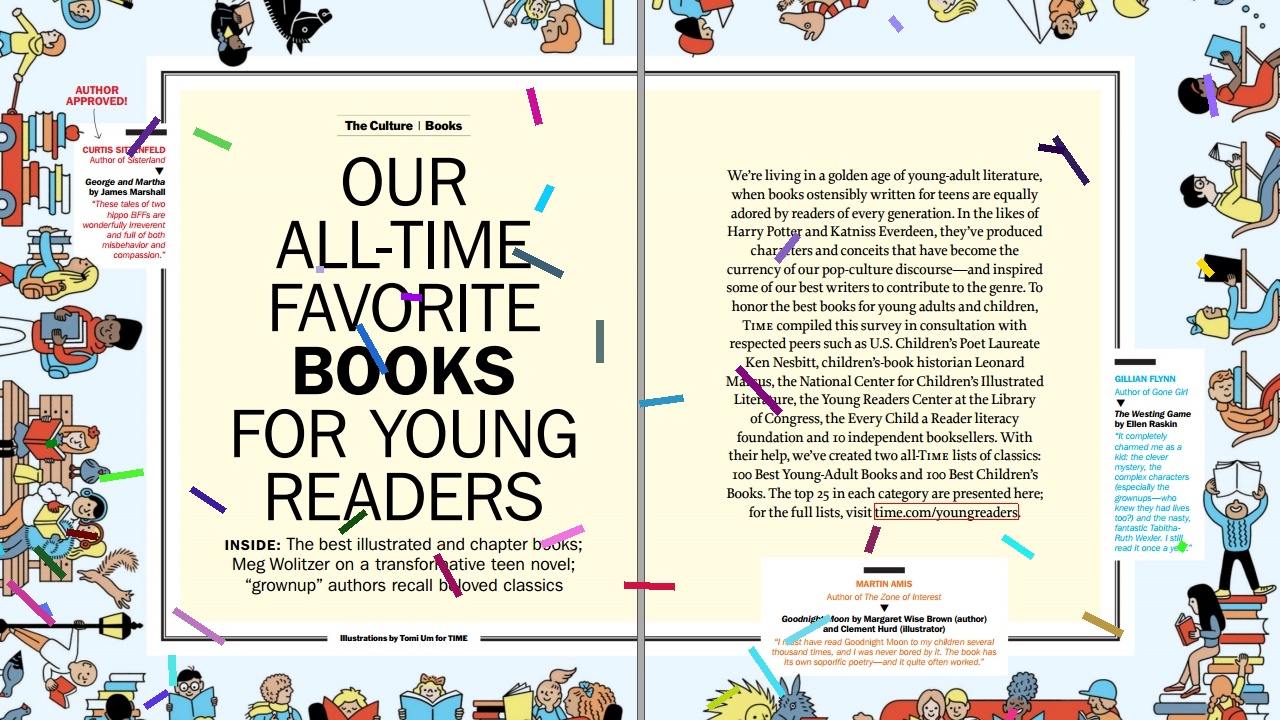 AUTHOR
APPROVED!
CURTIS SITTENFELD
Author of Sisterland
George and Martha
by James Marshall
“These tales of two
hippo BFFs are
wonderfully irreverent
and full of both
misbehavior and
compassion.”
The Culture | Books
OUR
ALL-TIME
FAVORITE
BOOKS
FOR YOUNG
READERS
INSIDE: The best illustrated and chapter books;
Meg Wolitzer on a transformative teen novel;
“grownup” authors recall beloved classics
Illustrations by Tomi Um for TIME
We’re living in a golden age of young-adult literature,
when books ostensibly written for teens are equally
adored by readers of every generation. In the likes of
Harry Potter and Katniss Everdeen, they’ve produced
characters and conceits that have become the
currency of our pop-culture discourse—and inspired
some of our best writers to contribute to the genre. To
honor the best books for young adults and children,
TIME compiled this survey in consultation with
respected peers such as U.S. Children’s Poet Laureate
Ken Nesbitt, children’s-book historian Leonard
Marcus, the National Center for Children’s Illustrated
Literature, the Young Readers Center at the Library
of Congress, the Every Child a Reader literacy
foundation and 10 independent booksellers. With
their help, we’ve created two all-TIME lists of classics:
100 Best Young-Adult Books and 100 Best Children’s
Books. The top 25 in each category are presented here;
for the full lists, visit time.com/youngreaders.
GILLIAN FLYNN
Author of Gone Girl
The Westing Game
by Ellen Raskin
“It completely
charmed me as a
kid: the clever
mystery, the
complex characters
(especially the
grownups—who
knew they had lives
too?) and the nasty,
fantastic Tabitha-
Ruth Wexler. I still
read it once a year.”
MARTIN AMIS
Author of The Zone of Interest
Goodnight Moon by Margaret Wise Brown (author)
and Clement Hurd (illustrator)
“I must have read Goodnight Moon to my children several
thousand times, and I was never bored by it. The book has
its own soporific poetry—and it quite often worked.”